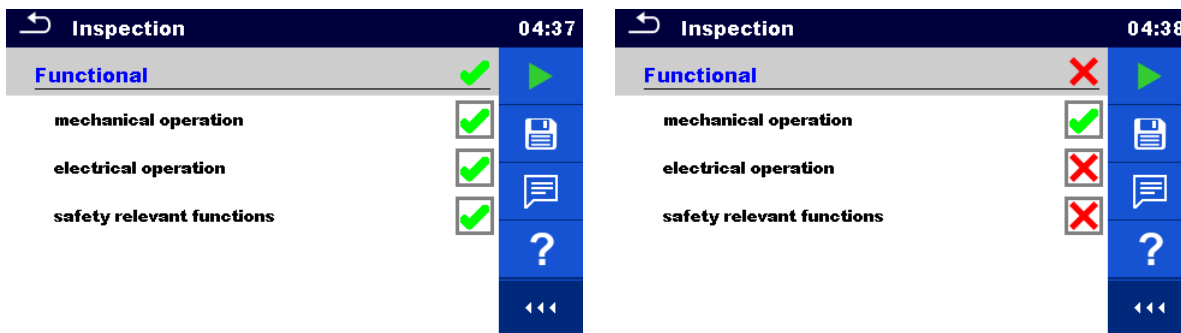 Inspection 04:37
Functional
mechanical operation
electrical operation
safety relevant functions
?
Inspection 04:38
Functional
mechanical operation
electrical operation
safety relevant functions
?